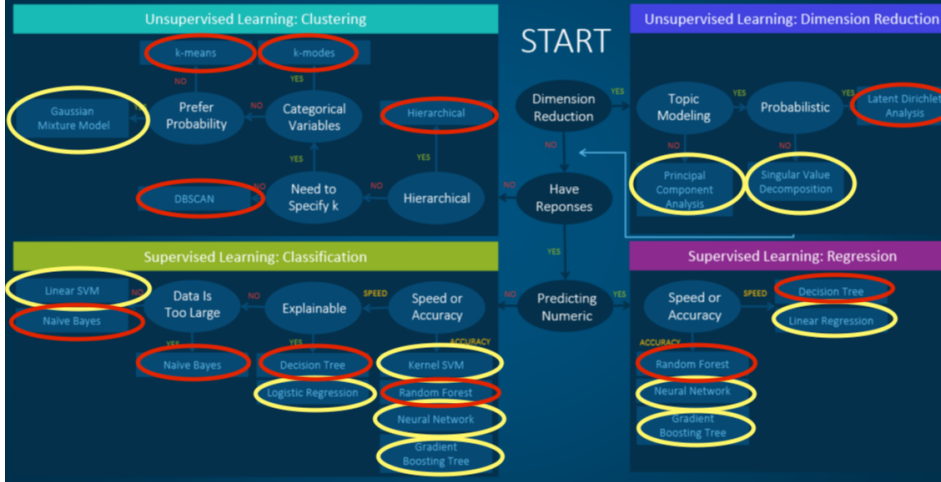 Unsupervised Learning: Clustering
START
Unsupervised Learning: Dimension Reduction
k-means
k-modes
NO
YES
Gaussian
Mixture Model
YES
Prefer
Probability
NO
Categorical
Variables
Hierarchical
YES
YES
DBSCAN
NO
Need to
Specify k
NO
Hierarchical
NO
Dimension
Reduction
YES
NO
Have
Reponses
YES
Topic
Modeling
YES
Probabilistic
YES
Latent Dirichlet
Analysis
NO
NO
Principal
Component
Analysis
Singular Value
Decomposition
Supervised Learning: Classification
Supervised Learning: Regression
Linear SVM
Naïve Bayes
NO
Data Is
Too Large
NO
Explainable
SPEED
Speed or
Accuracy
NO
Predicting
Numeric
YES
Speed or
Accuracy
SPEED
Decision Tree
Linear Regression
YES
YES
ACCURACY
ACCURACY
Naïve Bayes
Decision Tree
Logistic Regression
Kernel SVM
Random Forest
Neural Network
Gradient
Boosting Tree
Random Forest
Neural Network
Gradient
Boosting Tree